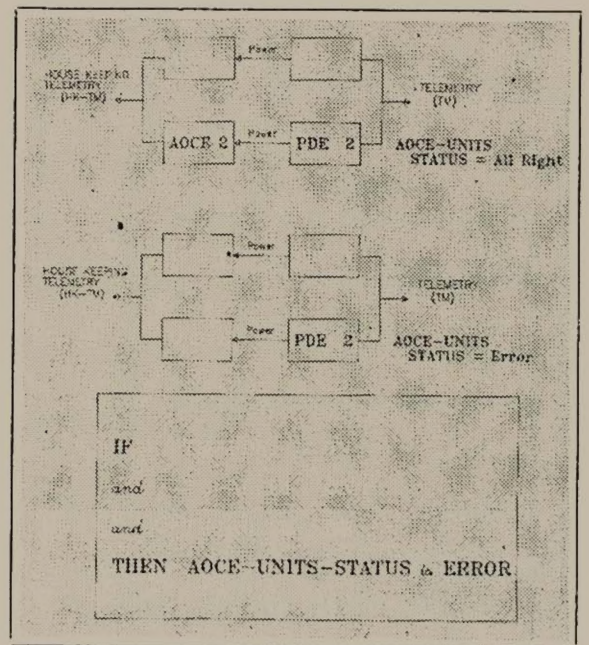 Power
HOUSE KEEPING
TELEMETRY
(HK-TM)
TELEMETRY
(TM)
AOCE 2
Power
PDE 2
AOCE-UNITS
STATUS = All Right
Power
HOUSE KEEPING
TELEMETRY
(HK-TM)
TELEMETRY
(TM)
Power
PDE 2
AOCE-UNITS
STATUS = Error
IF
and
and
THEN AOCE-UNITS-STATUS is ERROR